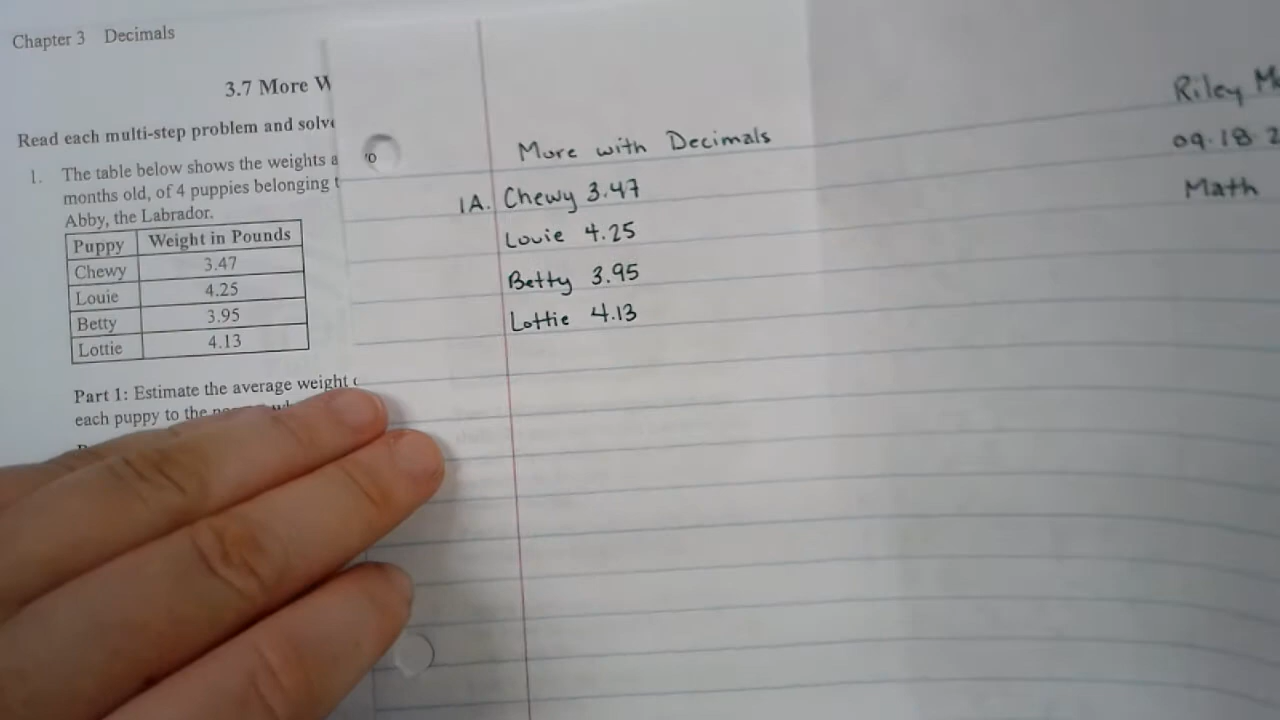 Chapter 3 Decimals
3.7 More W
Read each multi-step problem and solve
1. The table below shows the weights a
months old, of 4 puppies belonging t
Abby, the Labrador.
Puppy Weight in Pounds
Chewy 3.47
Louie 4.25
Betty 3.95
Lottie 4.13
Part 1: Estimate the average weight
each puppy to the
Riley
09.18.2
Math
More with Decimals
1A. Chewy 3.47
Louie 4.25
Betty 3.95
Lottie 4.13